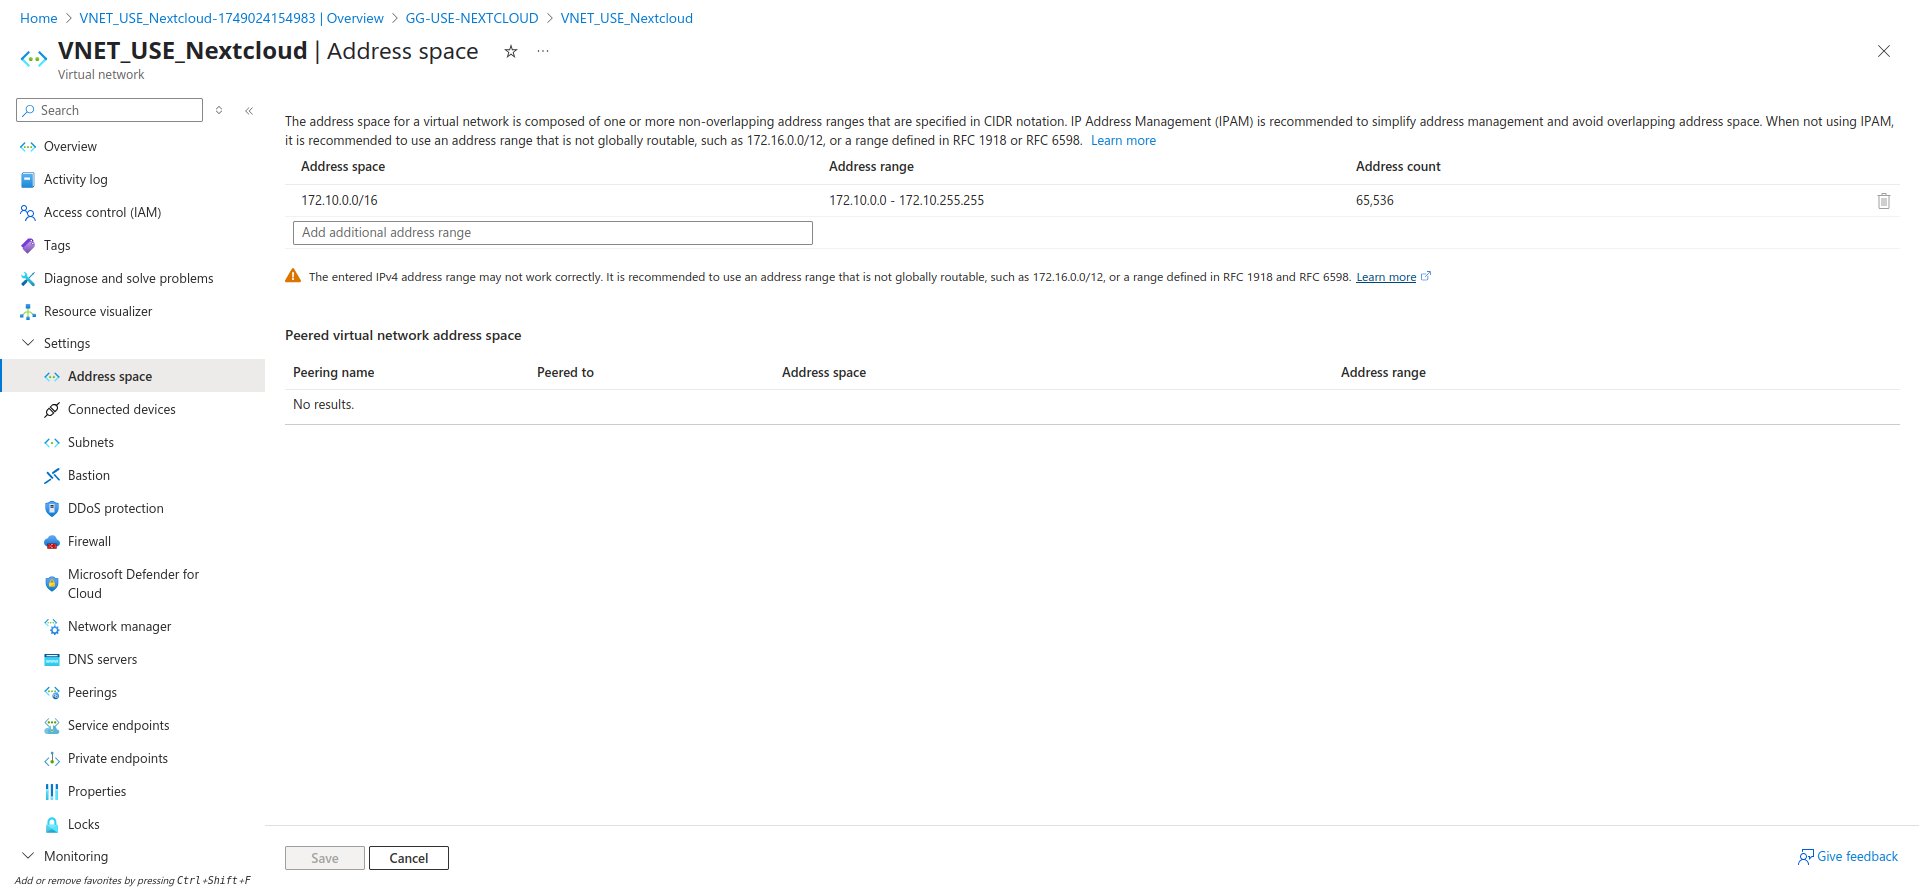 Home > VNET_USE_Nextcloud-1749024154983 | Overview > GG-USE-NEXTCLOUD > VNET_USE_Nextcloud
VNET_USE_Nextcloud | Address space
Virtual network
Search
Overview
Activity log
Access control (IAM)
Tags
Diagnose and solve problems
Resource visualizer
Settings
Address space
Connected devices
Subnets
Bastion
DDoS protection
Firewall
Microsoft Defender for
Cloud
Network manager
DNS servers
Peerings
Service endpoints
Private endpoints
Properties
Locks
Monitoring
Add or remove favorites by pressing Ctrl+Shift+F
The address space for a virtual network is composed of one or more non-overlapping address ranges that are specified in CIDR notation. IP Address Management (IPAM) is recommended to simplify address management and avoid overlapping address space. When not using IPAM,
it is recommended to use an address range that is not globally routable, such as 172.16.0.0/12, or a range defined in RFC 1918 or RFC 6598. Learn more
Address space Address range Address count
172.10.0.0/16 172.10.0.0 - 172.10.255.255 65,536
Add additional address range
The entered IPv4 address range may not work correctly. It is recommended to use an address range that is not globally routable, such as 172.16.0.0/12, or a range defined in RFC 1918 and RFC 6598. Learn more
Peered virtual network address space
Peering name Peered to Address space Address range
No results.
Save Cancel
Give feedback